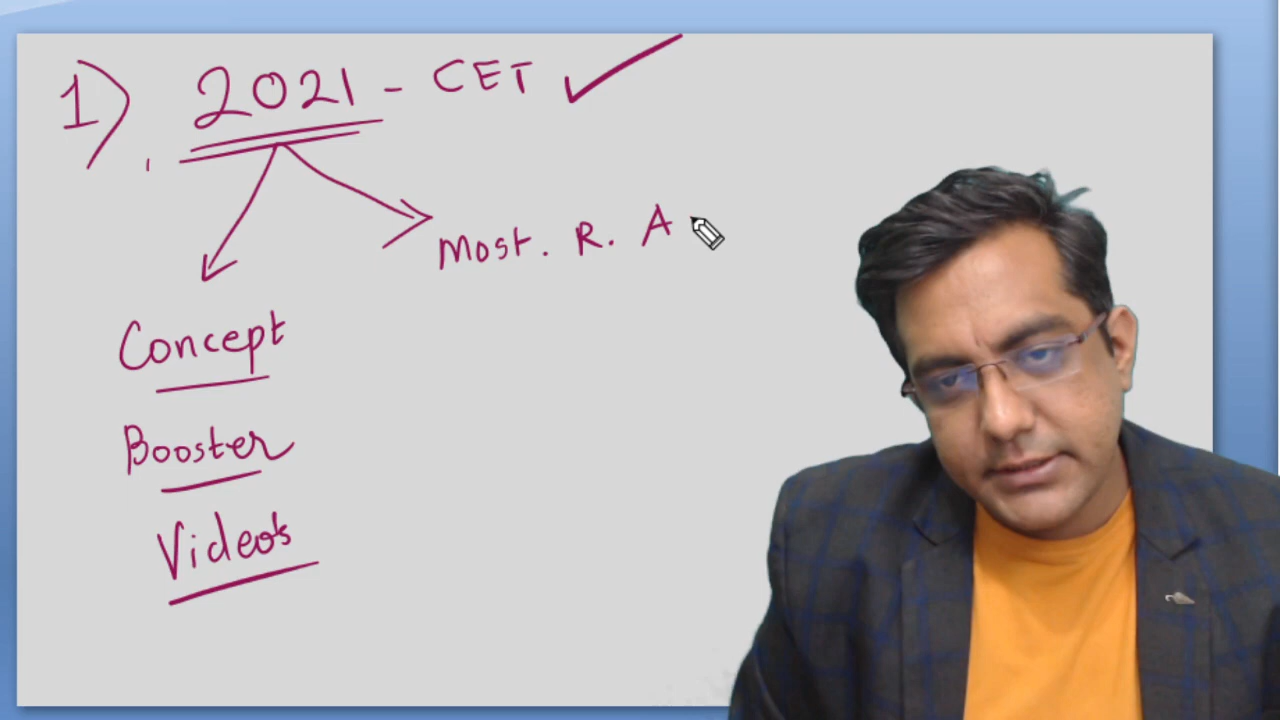 1). 2021 - CET
Most. R. A
Concept
Booster
Videos